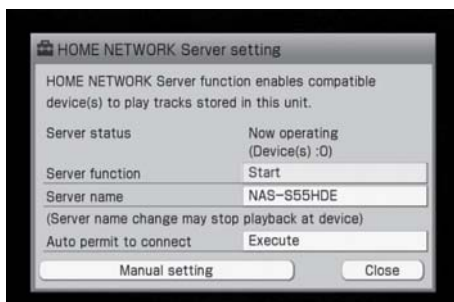 HOME NETWORK Server setting
HOME NETWORK Server function enables compatible
device(s) to play tracks stored in this unit.
Server status Now operating
(Device(s) :0)
Server function Start
Server name NAS-S55HDE
(Server name change may stop playback at device)
Auto permit to connect Execute
Manual setting Close